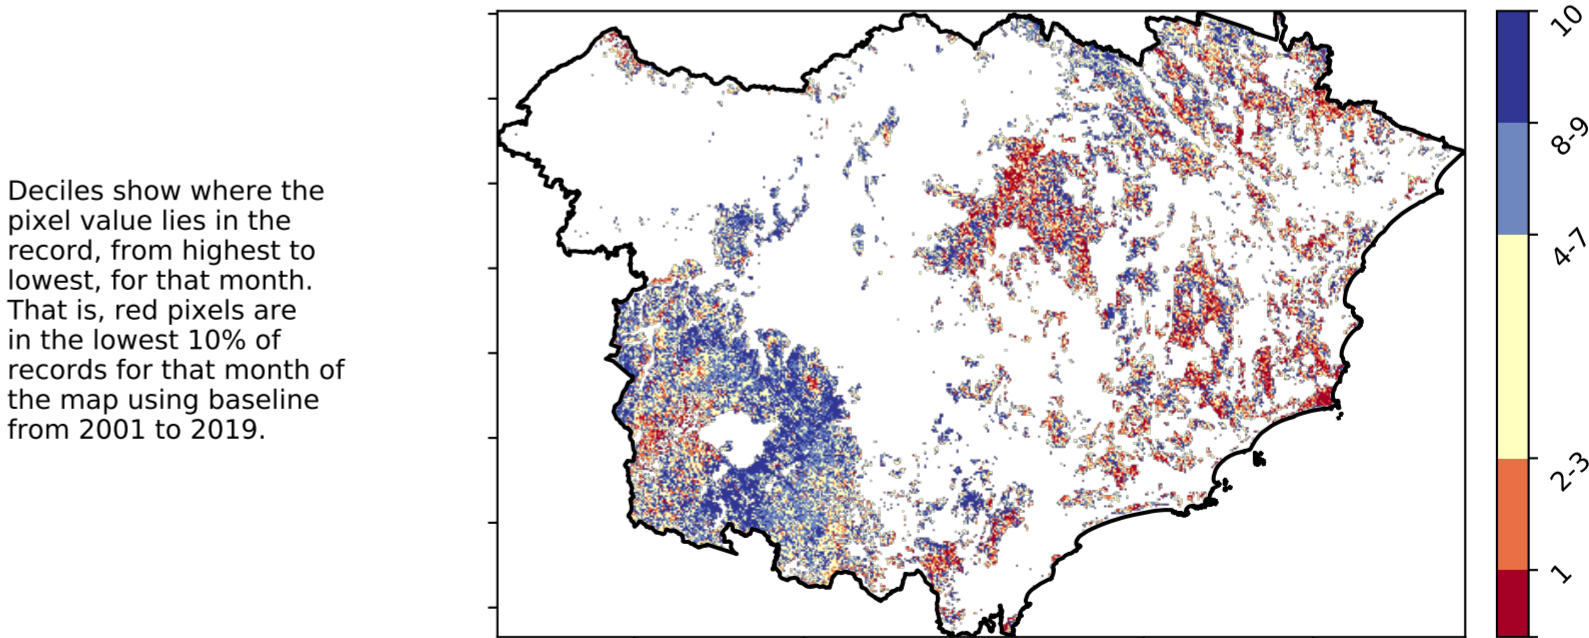 Deciles show where the
pixel value lies in the
record, from highest to
lowest, for that month.
That is, red pixels are
in the lowest 10% of
records for that month of
the map using baseline
from 2001 to 2019.
10
8-9
4-7
2-3
1